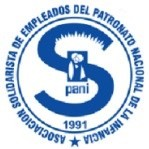 ASOCIACION SOLIDARISTA DE EMPLEADOS DEL PATRONATO NACIONAL DE LA INFANCIA
pani
1991